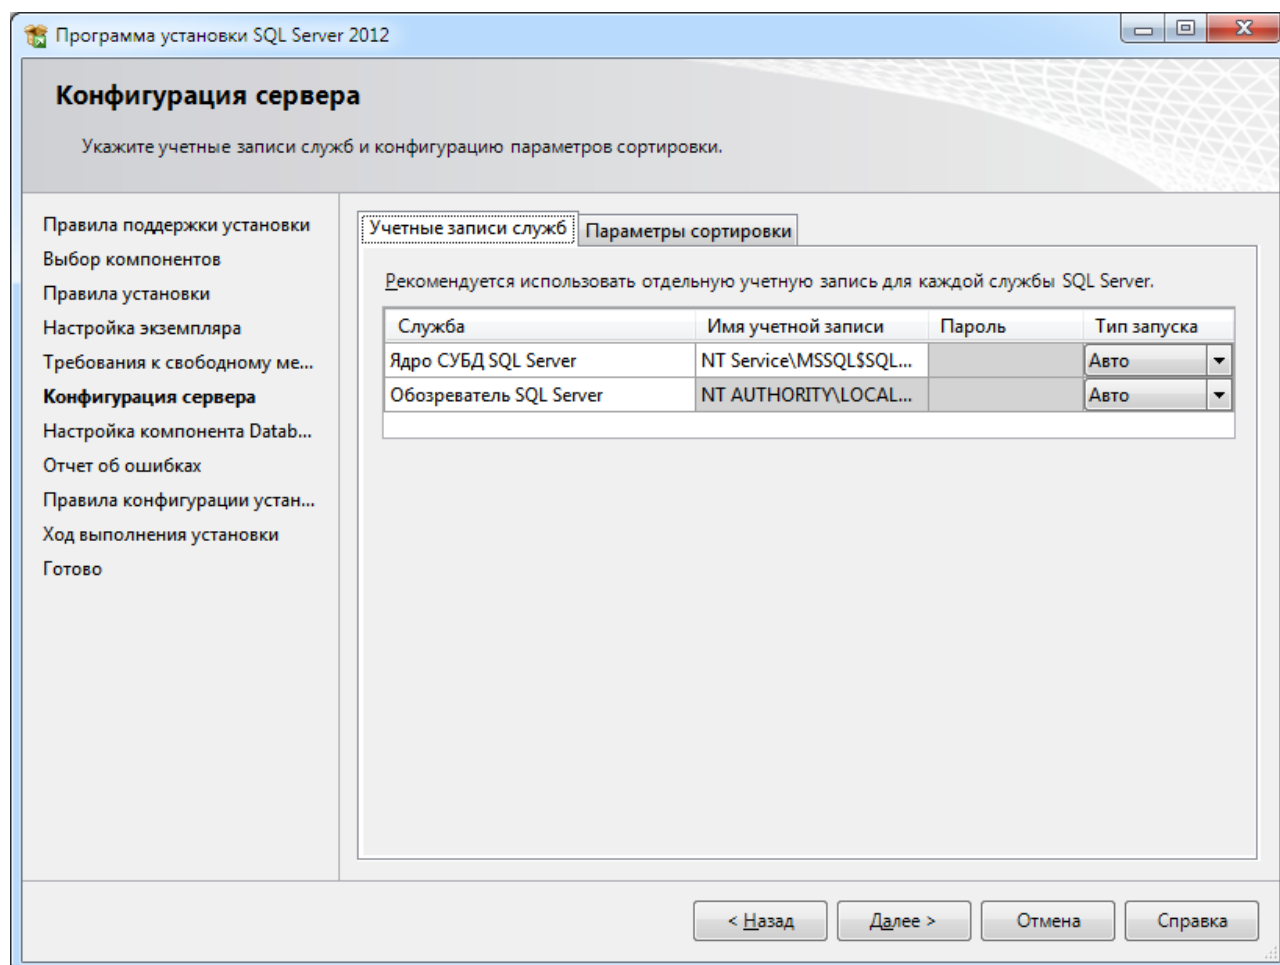 Программа установки SQL Server 2012
Конфигурация сервера
Укажите учетные записи служб и конфигурацию параметров сортировки.
Правила поддержки установки
Выбор компонентов
Правила установки
Настройка экземпляра
Требования к свободному ме...
Конфигурация сервера
Настройка компонента Datab...
Отчет об ошибках
Правила конфигурации устан...
Ход выполнения установки
Готово
Учетные записи служб Параметры сортировки
Рекомендуется использовать отдельную учетную запись для каждой службы SQL Server.
Служба Имя учетной записи Пароль Тип запуска
Ядро СУБД SQL Server NT Service\MSSQL$SQL... Авто
Обозреватель SQL Server NT AUTHORITY\LOCAL... Авто
< Назад Далее > Отмена Справка